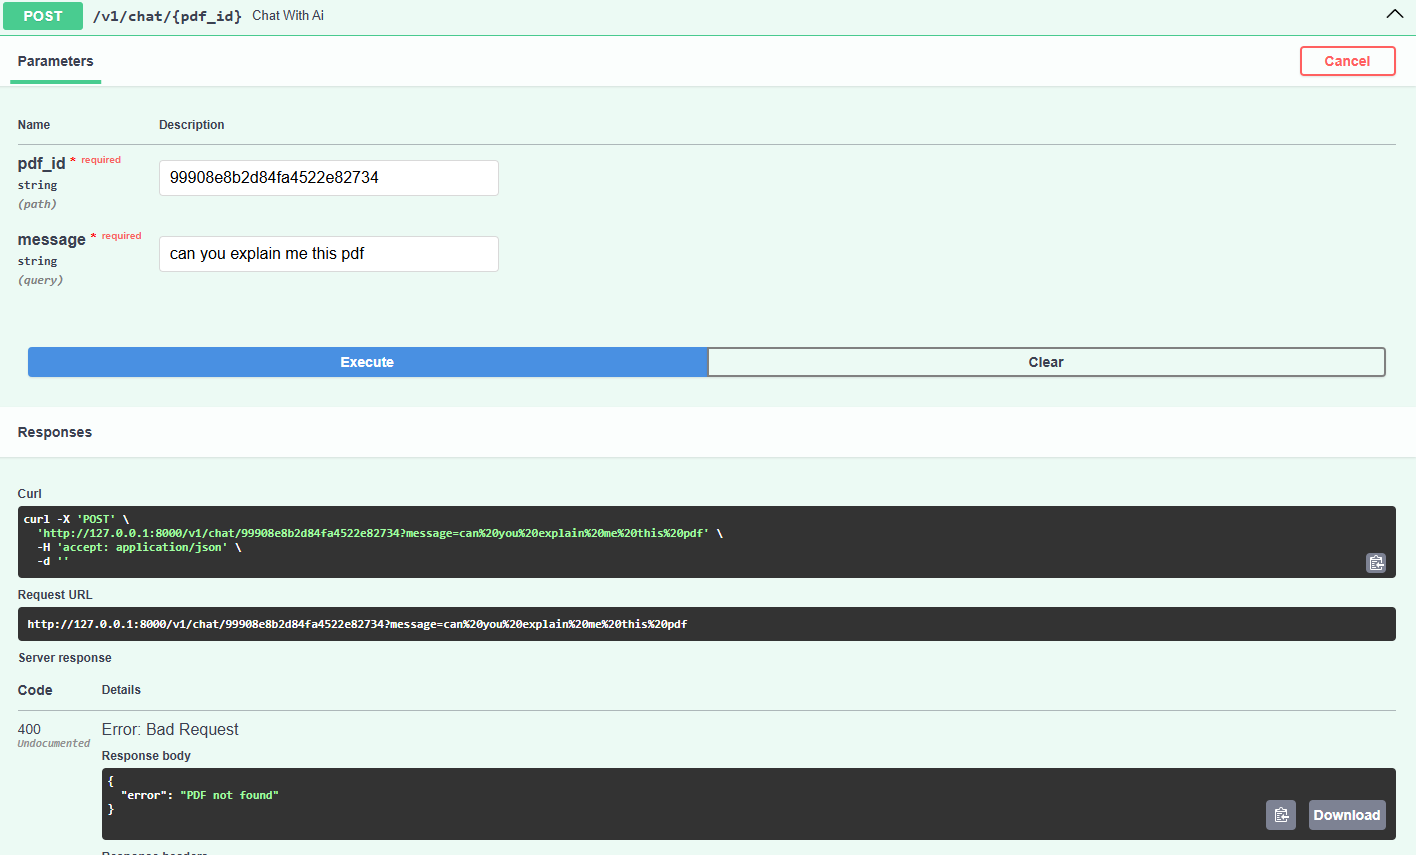 POST /v1/chat/{pdf_id} Chat With Ai
Parameters
Cancel
Name Description
pdf_id * required
string
(path)
99908e8b2d84fa4522e82734
message * required
string
(query)
can you explain me this pdf
Execute Clear
Responses
Curl
curl -X 'POST' \
'http://127.0.0.1:8000/v1/chat/99908e8b2d84fa4522e82734?message=can%20you%20explain%20me%20this%20pdf' \
-H 'accept: application/json' \
-d ''
Request URL
http://127.0.0.1:8000/v1/chat/99908e8b2d84fa4522e82734?message=can%20you%20explain%20me%20this%20pdf
Server response
Code Details
400
Undocumented
Error: Bad Request
Response body
{
"error": "PDF not found"
}
Download
Response headers